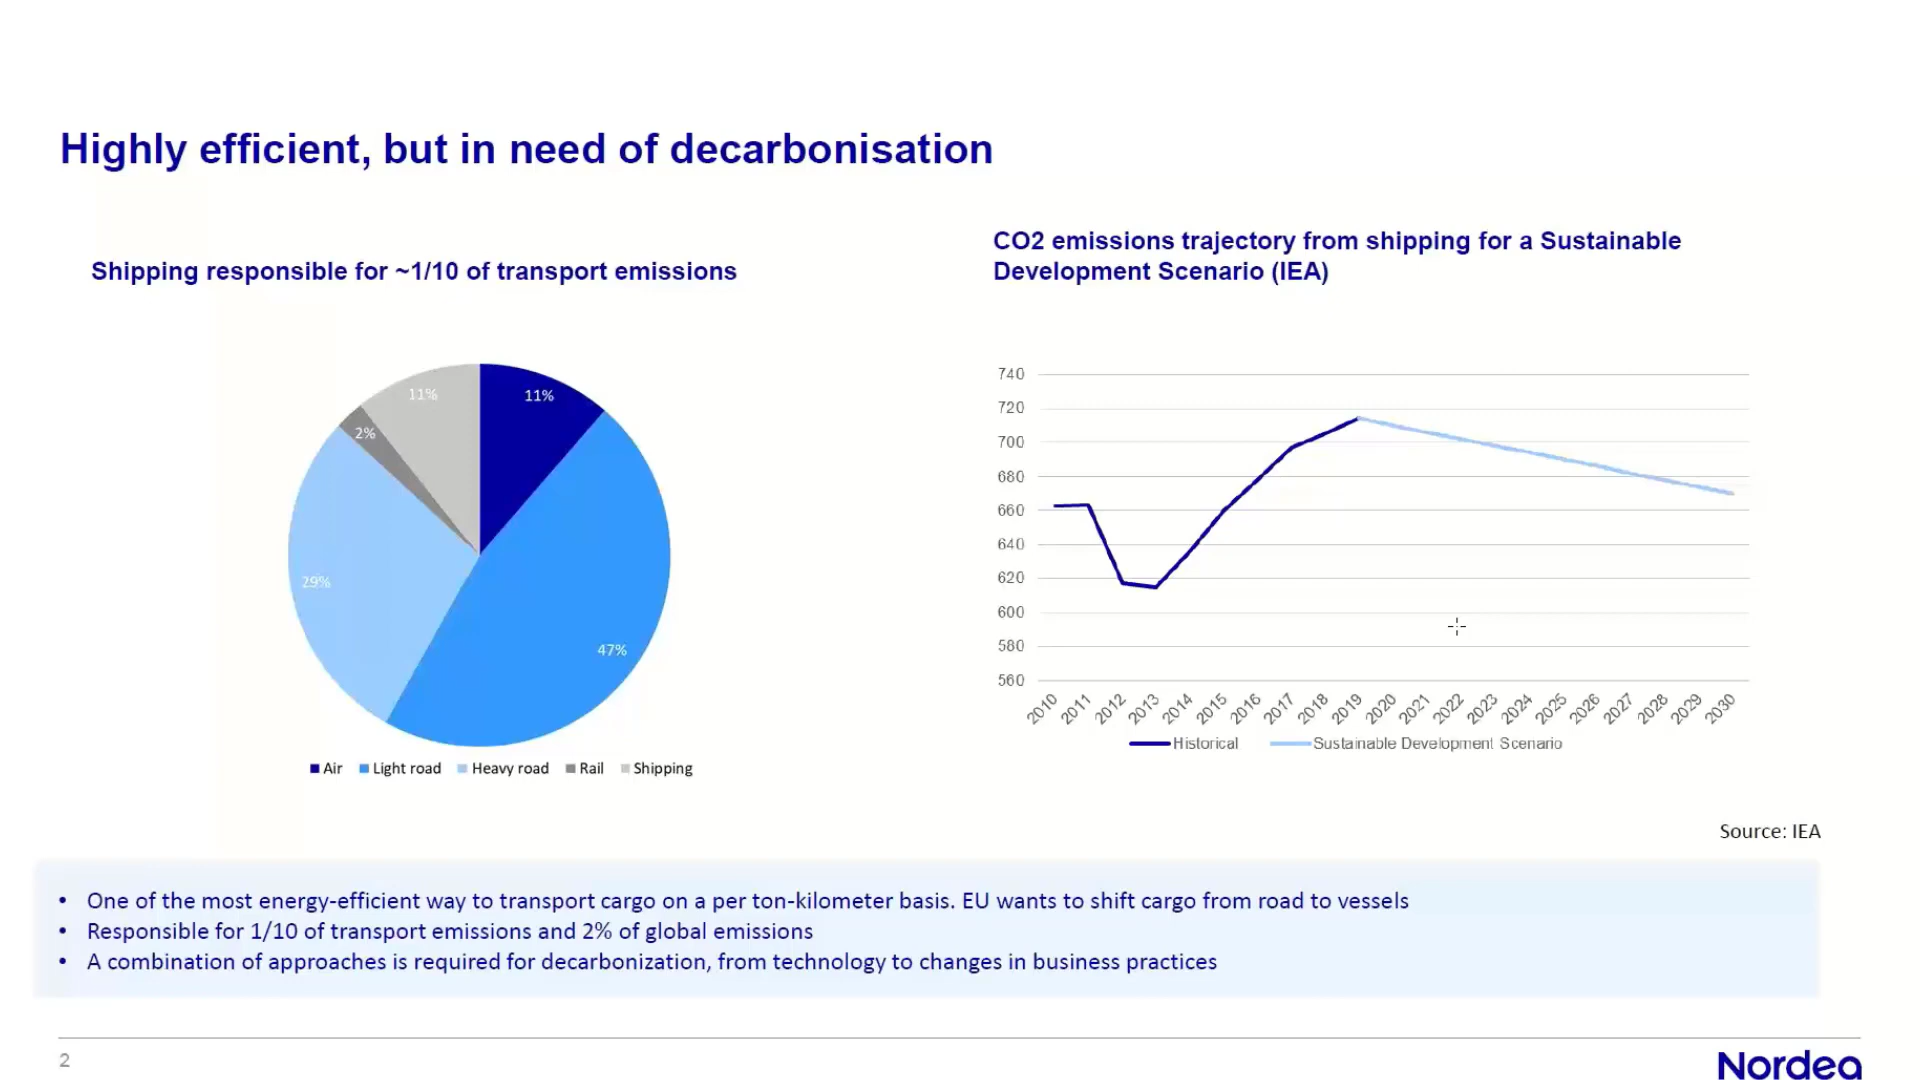 Highly efficient, but in need of decarbonisation
Shipping responsible for ~1/10 of transport emissions
11%
11%
2%
29%
47%
Air Light road Heavy road Rail Shipping
CO2 emissions trajectory from shipping for a Sustainable
Development Scenario (IEA)
740
720
700
680
660
640
620
600
580
560
2010 2011 2012 2013 2014 2015 2016 2017 2018 2019 2020 2021 2022 2023 2024 2025 2026 2027 2028 2029 2030
Historical Sustainable Development Scenario
Source: IEA
• One of the most energy-efficient way to transport cargo on a per ton-kilometer basis. EU wants to shift cargo from road to vessels
• Responsible for 1/10 of transport emissions and 2% of global emissions
• A combination of approaches is required for decarbonization, from technology to changes in business practices
2
Nordea